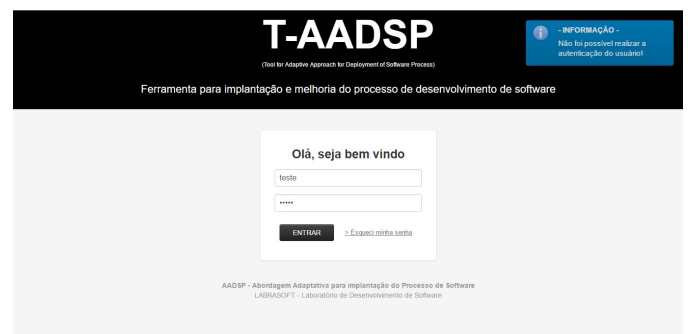 T-AADSP
(Tool for Adaptive Approach for Deployment of Software Process)
- INFORMAÇÃO -
Não foi possível realizar a
autenticação do usuário!
Ferramenta para implantação e melhoria do processo de desenvolvimento de software
Olá, seja bem vindo
teste
•••••
ENTRAR
> Esqueci minha senha
AADSP - Abordagem Adaptativa para implantação do Processo de Software
LABRASOFT - Laboratório de Desenvolvimento de Software